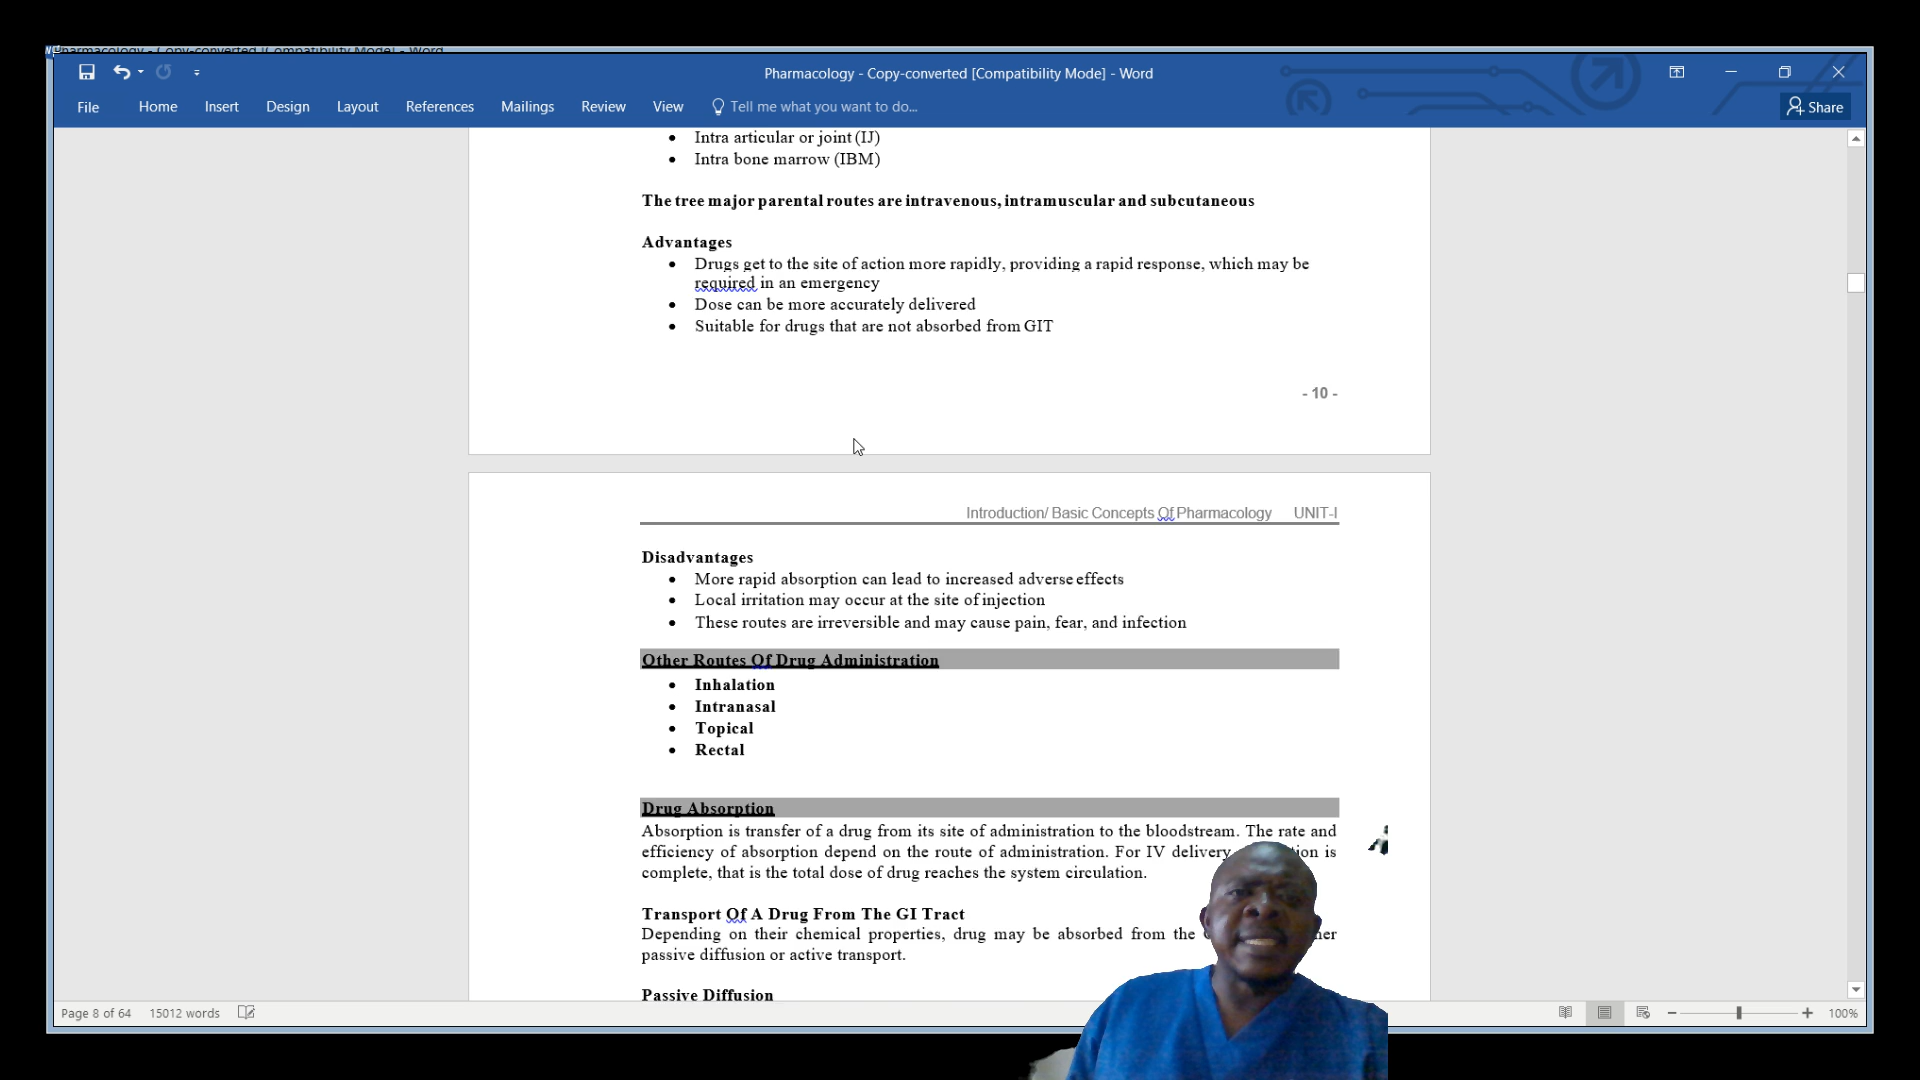 Pharmacology - Copy-converted [Compatibility Mode] - Word
Pharmacology - Copy-converted [Compatibility Mode] - Word
File Home Insert Design Layout References Mailings Review View Tell me what you want to do... Share
Intra articular or joint (IJ)
Intra bone marrow (IBM)
The tree major parental routes are intravenous, intramuscular and subcutaneous
Advantages
Drugs get to the site of action more rapidly, providing a rapid response, which may be
required in an emergency
Dose can be more accurately delivered
Suitable for drugs that are not absorbed from GIT
- 10 -
Introduction/ Basic Concepts Of Pharmacology UNIT-I
Disadvantages
More rapid absorption can lead to increased adverse effects
Local irritation may occur at the site of injection
These routes are irreversible and may cause pain, fear, and infection
Other Routes Of Drug Administration
Inhalation
Intranasal
Topical
Rectal
Drug Absorption
Absorption is transfer of a drug from its site of administration to the bloodstream. The rate and
efficiency of absorption depend on the route of administration. For IV delivery, is
complete, that is the total dose of drug reaches the system circulation.
Transport Of A Drug From The GI Tract
Depending on their chemical properties, drug may be absorbed from the
passive diffusion or active transport.
Passive Diffusion
Page 8 of 64 15012 words 100%